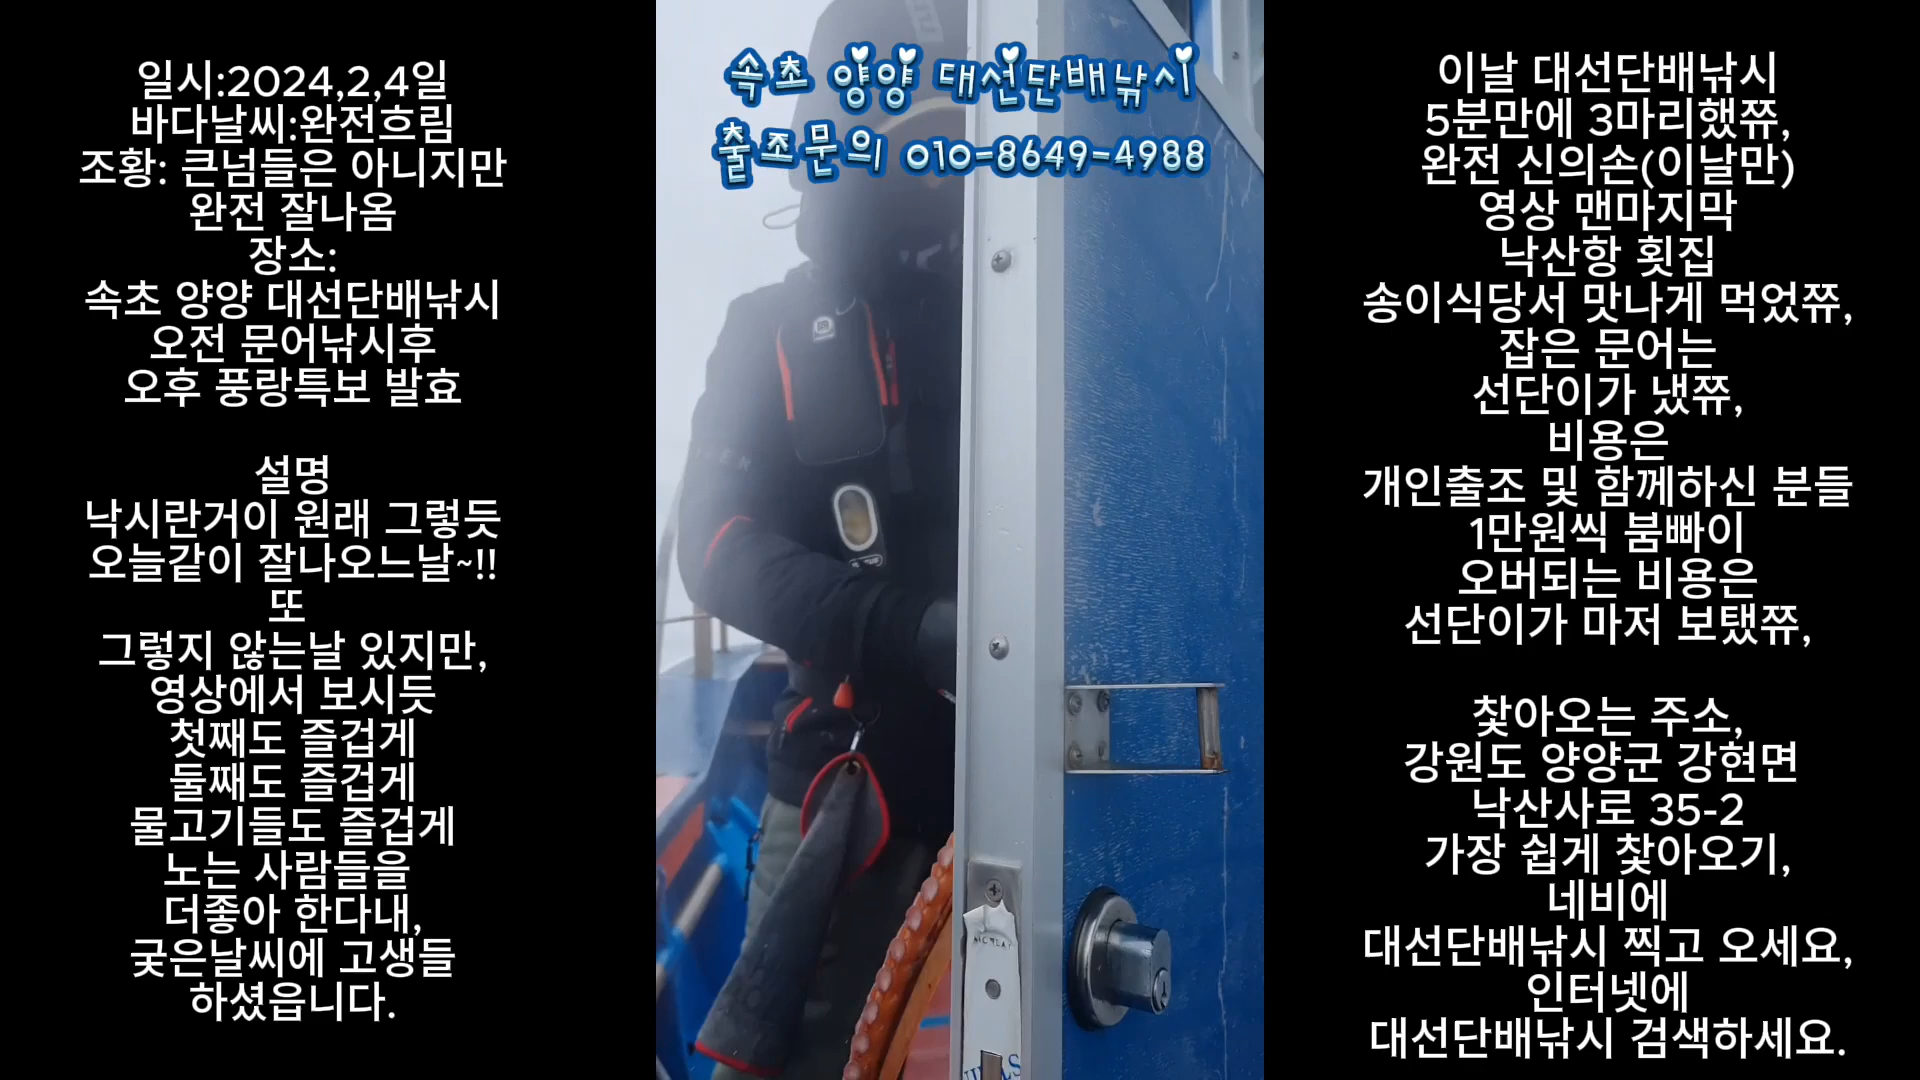 일시:2024,2,4일
바다날씨:완전흐림
조황: 큰넘들은 아니지만
완전 잘나옴
장소:
속초 양양 대선단배낚시
오전 문어낚시후
오후 풍랑특보 발효
설명
낙시란거이 원래 그렇듯
오늘같이 잘나오느날~!!
또
그렇지 않는날 있지만,
영상에서 보시듯
첫째도 즐겁게
둘째도 즐겁게
물고기들도 즐겁게
노는 사람들을
더좋아 한다내,
궂은날씨에 고생들
하셨읍니다.
속초 양양 대선단배낚시
출조문의 010-8649-4988
이날 대선단배낚시
5분만에 3마리했쮸,
완전 신의손(이날만)
영상 맨마지막
낙산항 횟집
송이식당서 맛나게 먹었쮸,
잡은 문어는
선단이가 냈쮸,
비용은
개인출조 및 함께하신 분들
1만원씩 붐빠이
오버되는 비용은
선단이가 마저 보탰쮸,
찿아오는 주소,
강원도 양양군 강현면
낙산사로 35-2
가장 쉽게 찿아오기,
네비에
대선단배낚시 찍고 오세요,
인터넷에
대선단배낚시 검색하세요.